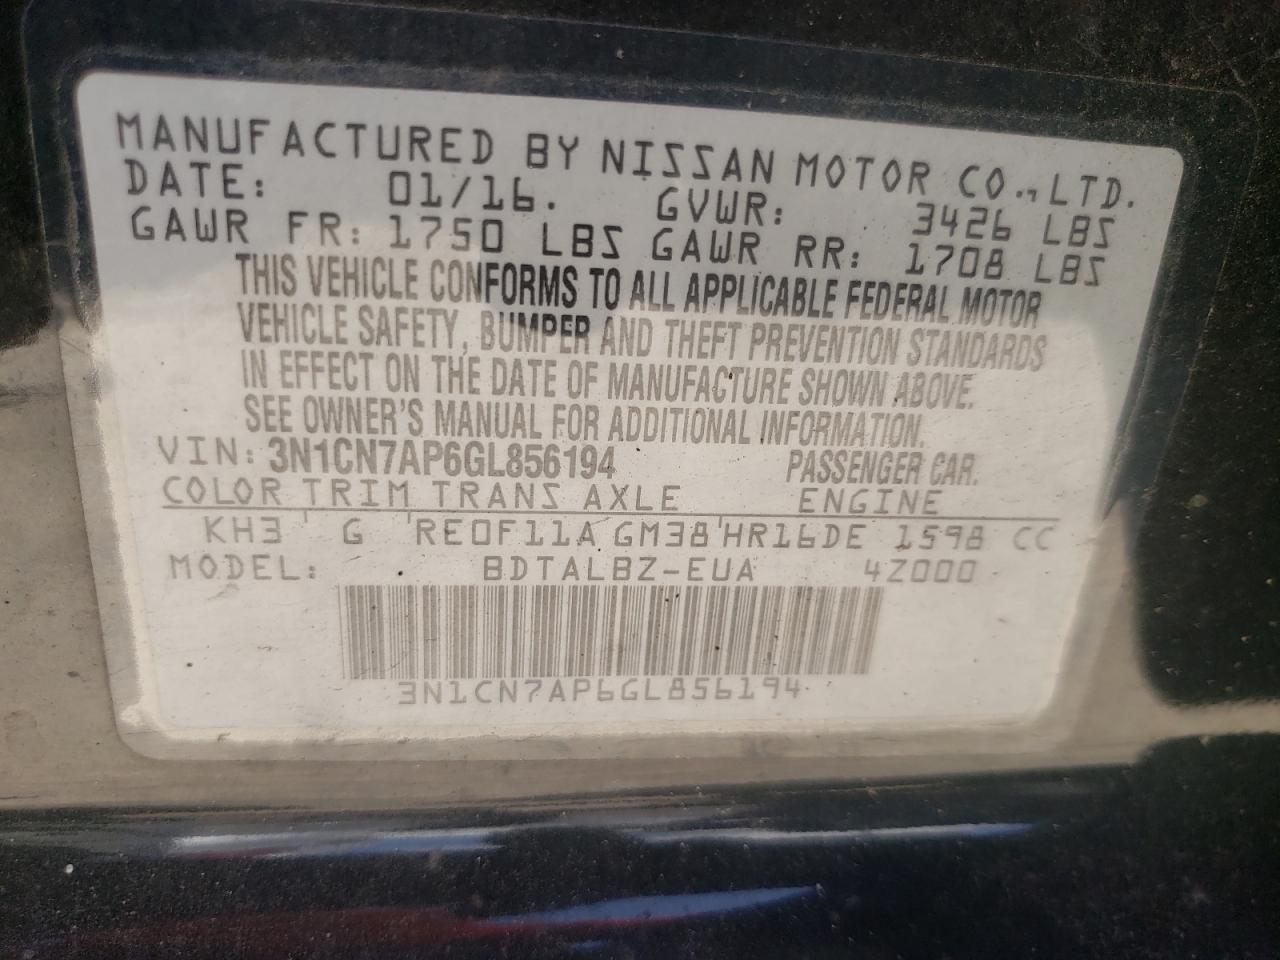 MANUFACTURED BY NISSAN MOTOR CO., LTD.
DATE: 01/16. GVWR: 3426 LBS
GAWR FR: 1750 LBS GAWR RR: 1708 LBS
THIS VEHICLE CONFORMS TO ALL APPLICABLE FEDERAL MOTOR
VEHICLE SAFETY, BUMPER AND THEFT PREVENTION STANDARDS
IN EFFECT ON THE DATE OF MANUFACTURE SHOWN ABOVE.
SEE OWNER'S MANUAL FOR ADDITIONAL INFORMATION.
VIN: 3N1CN7AP6GL856194 PASSENGER CAR.
COLOR TRIM TRANS AXLE ENGINE
KH3 G RE0F11A GM38 HR16DE 1598 CC
MODEL: BDTALBZ-EUA 4Z000
3N1CN7AP6GL856194